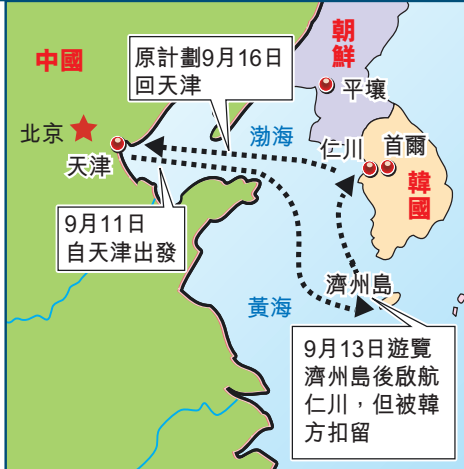 中國
朝
鮮
原計劃9月16日
回天津
平壤
北京
天津
渤海
仁川
首爾
韓
國
9月11日
自天津出發
濟州島
黃海
9月13日遊覽
濟州島後啟航
仁川，但被韓
方扣留